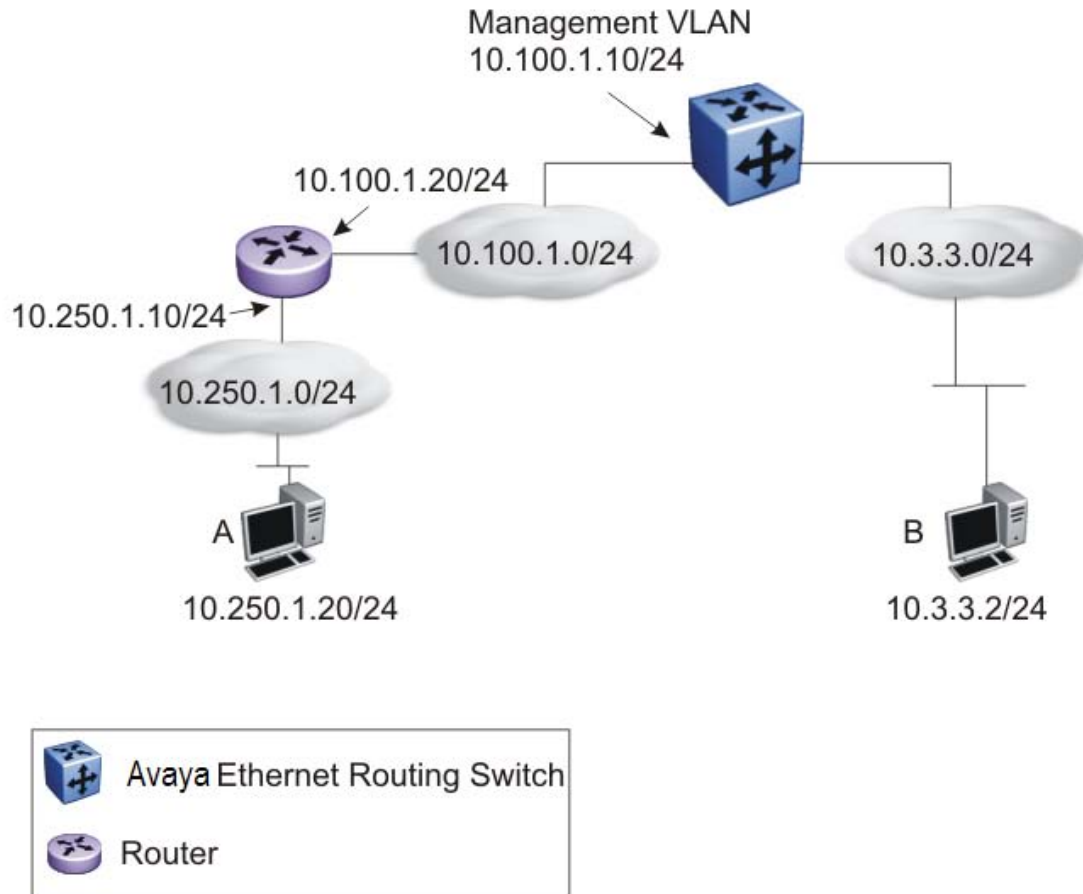 Management VLAN
10.100.1.10/24
10.100.1.20/24
10.100.1.0/24
10.3.3.0/24
10.250.1.10/24
10.250.1.0/24
A
B
10.250.1.20/24
10.3.3.2/24
Avaya Ethernet Routing Switch
Router